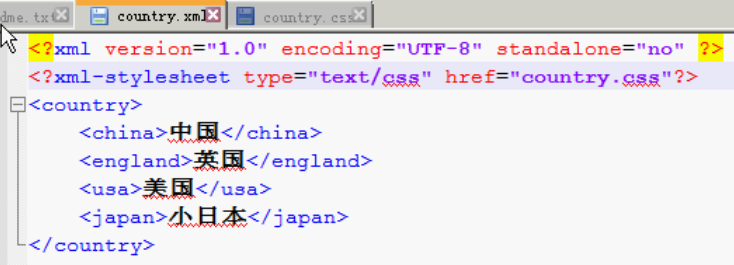 dme.txt country.xml country.css
<?xml version="1.0" encoding="UTF-8" standalone="no" ?>
<?xml-stylesheet type="text/css" href="country.css"?>
<country>
<china>中国</china>
<england>英国</england>
<usa>美国</usa>
<japan>小日本</japan>
</country>